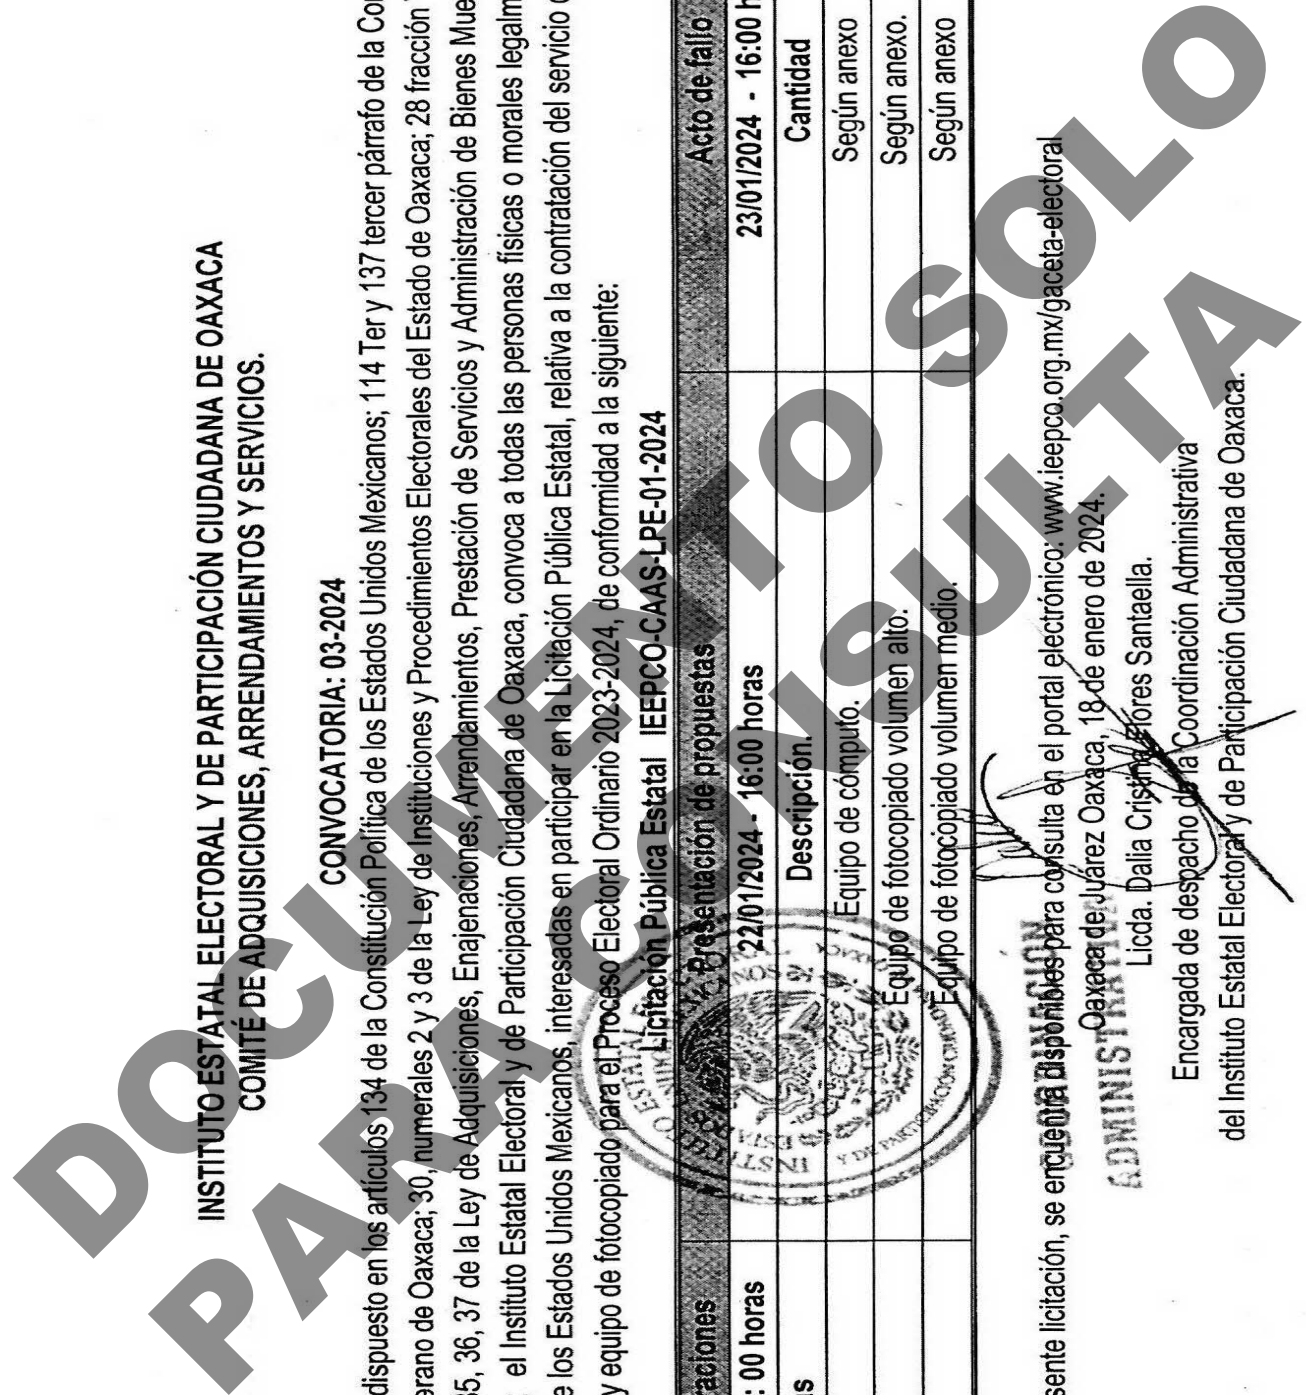 INSTITUTO ESTATAL ELECTORAL Y DE PARTICIPACIÓN CIUDADANA DE OAXACA
COMITÉ DE ADQUISICIONES, ARRENDAMIENTOS Y SERVICIOS.
CONVOCATORIA: 03-2024
dispuesto en los artículos 134 de la Constitución Política de los Estados Unidos Mexicanos; 114 Ter y 137 tercer párrafo de la Con
erano de Oaxaca; 30, numerales 2 y 3 de la Ley de Instituciones y Procedimientos Electorales del Estado de Oaxaca; 28 fracción
35, 36, 37 de la Ley de Adquisiciones, Enajenaciones, Arrendamientos, Prestación de Servicios y Administración de Bienes Mue
el Instituto Estatal Electoral y de Participación Ciudadana de Oaxaca, convoca a todas las personas físicas o morales legalm
e los Estados Unidos Mexicanos, interesadas en participar en la Licitación Pública Estatal, relativa a la contratación del servicio
y equipo de fotocopiado para el Proceso Electoral Ordinario 2023-2024, de conformidad a la siguiente:
Licitación Pública Estatal IEEPCO-CAAS-LPE-01-2024
raciones Presentación de propuestas Acto de fallo
: 00 horas 22/01/2024 - 16:00 horas 23/01/2024 - 16:00 h
as Descripción. Cantidad
Equipo de cómputo. Según anexo
Equipo de fotocopiado volumen alto. Según anexo.
Equipo de fotocopiado volumen medio. Según anexo
sente licitación, se encuentra disponibles para consulta en el portal electrónico: www.ieepco.org.mx/gaceta-electoral
Oaxaca de Juárez Oaxaca, 18 de enero de 2024.
Licda. Dalia Cristina Flores Santaella.
Encargada de despacho de la Coordinación Administrativa
del Instituto Estatal Electoral y de Participación Ciudadana de Oaxaca.
COORDINACION
ADMINISTRATIVA
DOCUMENTO SOLO
PARA CONSULTA